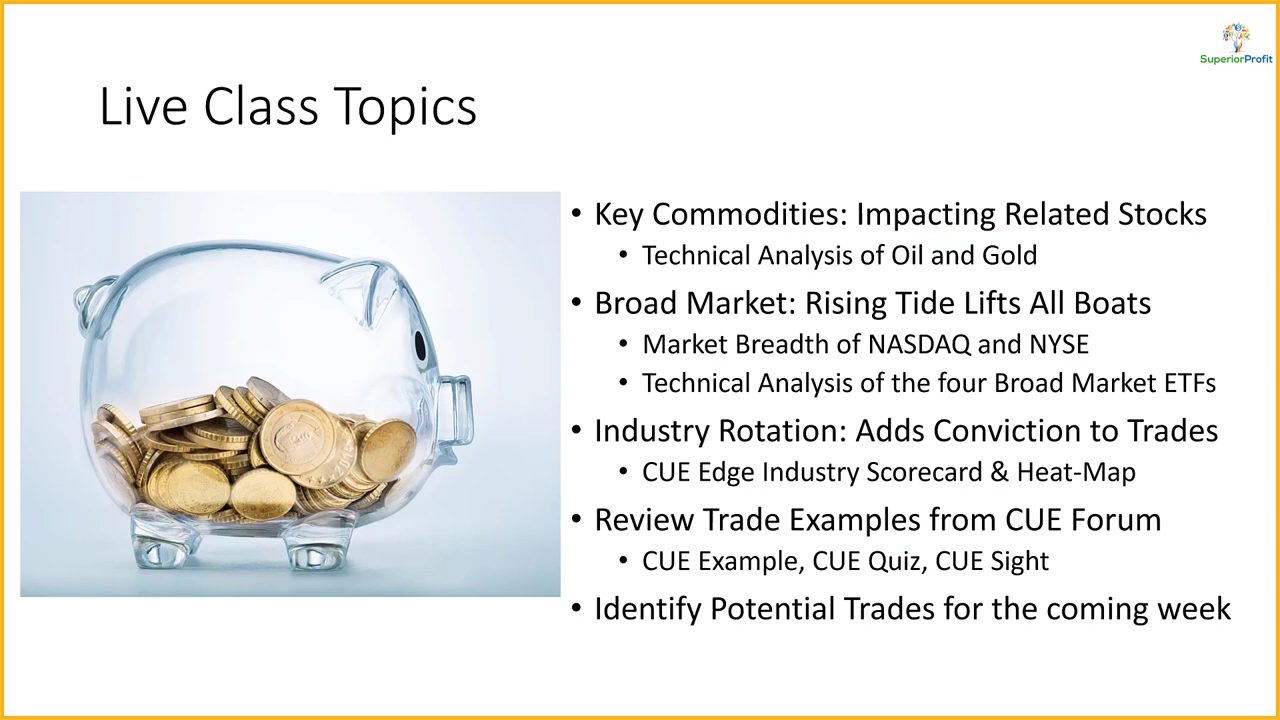 SuperiorProfit
Live Class Topics
• Key Commodities: Impacting Related Stocks
• Technical Analysis of Oil and Gold
• Broad Market: Rising Tide Lifts All Boats
• Market Breadth of NASDAQ and NYSE
• Technical Analysis of the four Broad Market ETFs
• Industry Rotation: Adds Conviction to Trades
• CUE Edge Industry Scorecard & Heat-Map
• Review Trade Examples from CUE Forum
• CUE Example, CUE Quiz, CUE Sight
• Identify Potential Trades for the coming week